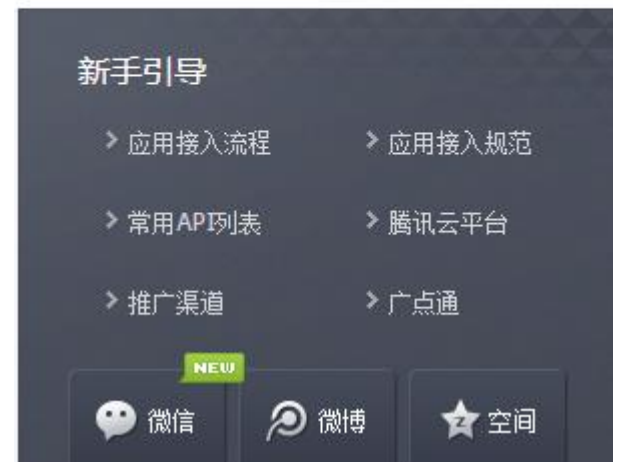 新手引导
应用接入流程 应用接入规范
常用API列表 腾讯云平台
推广渠道 广点通
NEW
微信 微博 空间